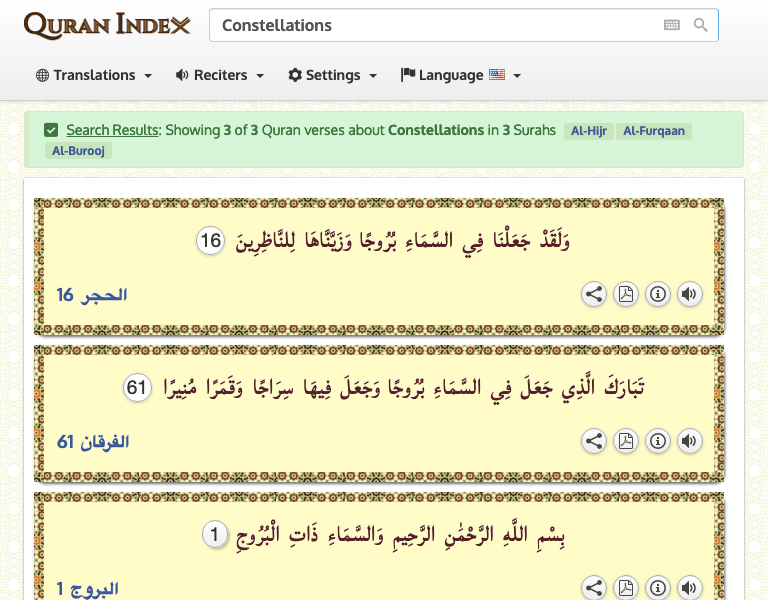 QURAN INDEX
Constellations
Translations Reciters Settings Language
Search Results: Showing 3 of 3 Quran verses about Constellations in 3 Surahs Al-Hijr Al-Furqaan
Al-Burooj
وَلَقَدْ جَعَلْنَا فِي السَّمَاءِ بُرُوجًا وَزَيَّنَّاهَا لِلنَّاظِرِينَ 16
الحجر 16
تَبَارَكَ الَّذِي جَعَلَ فِي السَّمَاءِ بُرُوجًا وَجَعَلَ فِيهَا سِرَاجًا وَقَمَرًا مُنِيرًا 61
الفرقان 61
بِسْمِ اللَّهِ الرَّحْمَٰنِ الرَّحِيمِ وَالسَّمَاءِ ذَاتِ الْبُرُوجِ 1
البروج 1